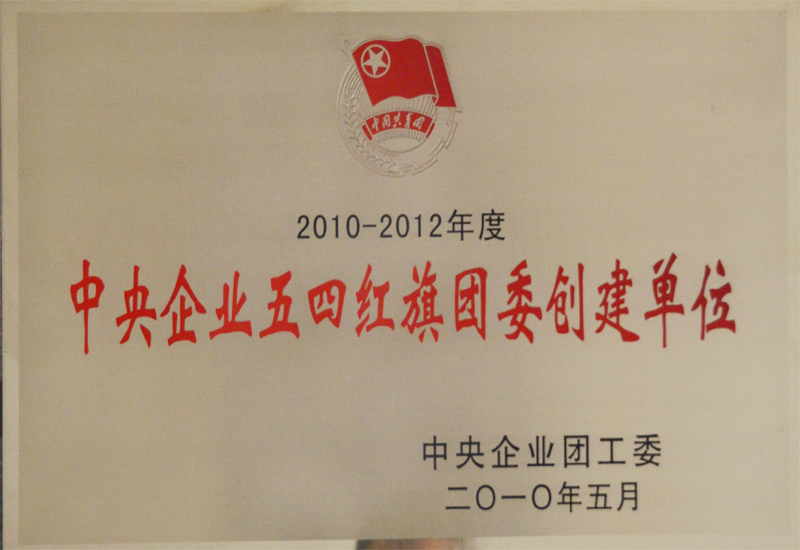 中国共青团
2010-2012年度
中央企业五四红旗团委创建单位
中央企业团工委
二〇一〇年五月